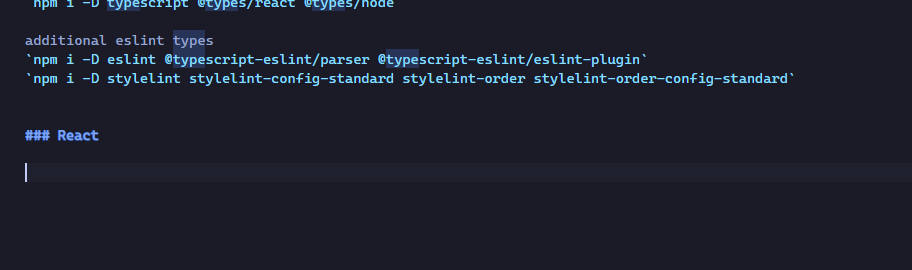 `npm i -D typescript @types/react @types/node
additional eslint types
`npm i -D eslint @typescript-eslint/parser @typescript-eslint/eslint-plugin`
`npm i -D stylelint stylelint-config-standard stylelint-order stylelint-order-config-standard`
### React